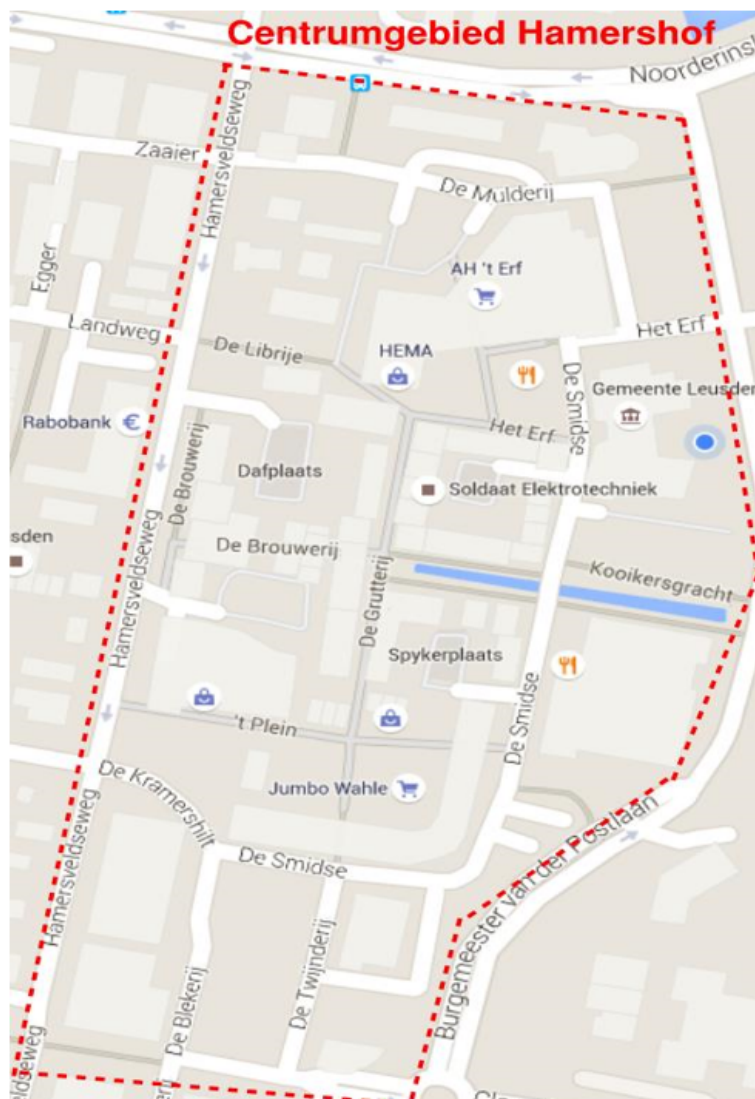 Centrumgebied Hamershof
Noorderinsl
Hamersveldseweg
Zaaier
De Mulderij
Egger
AH 't Erf
Landweg
De Librije
HEMA
Het Erf
De Smidse
Gemeente Leusden
Rabobank
De Brouwerij
Dafplaats
Het Erf
Soldaat Elektrotechniek
sden
De Brouwerij
De Grutterij
Kooikersgracht
Hamersveldseweg
Spykerplaats
De Smidse
't Plein
Jumbo Wahle
De Kramershilt
De Smidse
Burgemeester van der Postlaan
Hamersveldseweg
De Twijnderij
De Blekerij
veldseweg